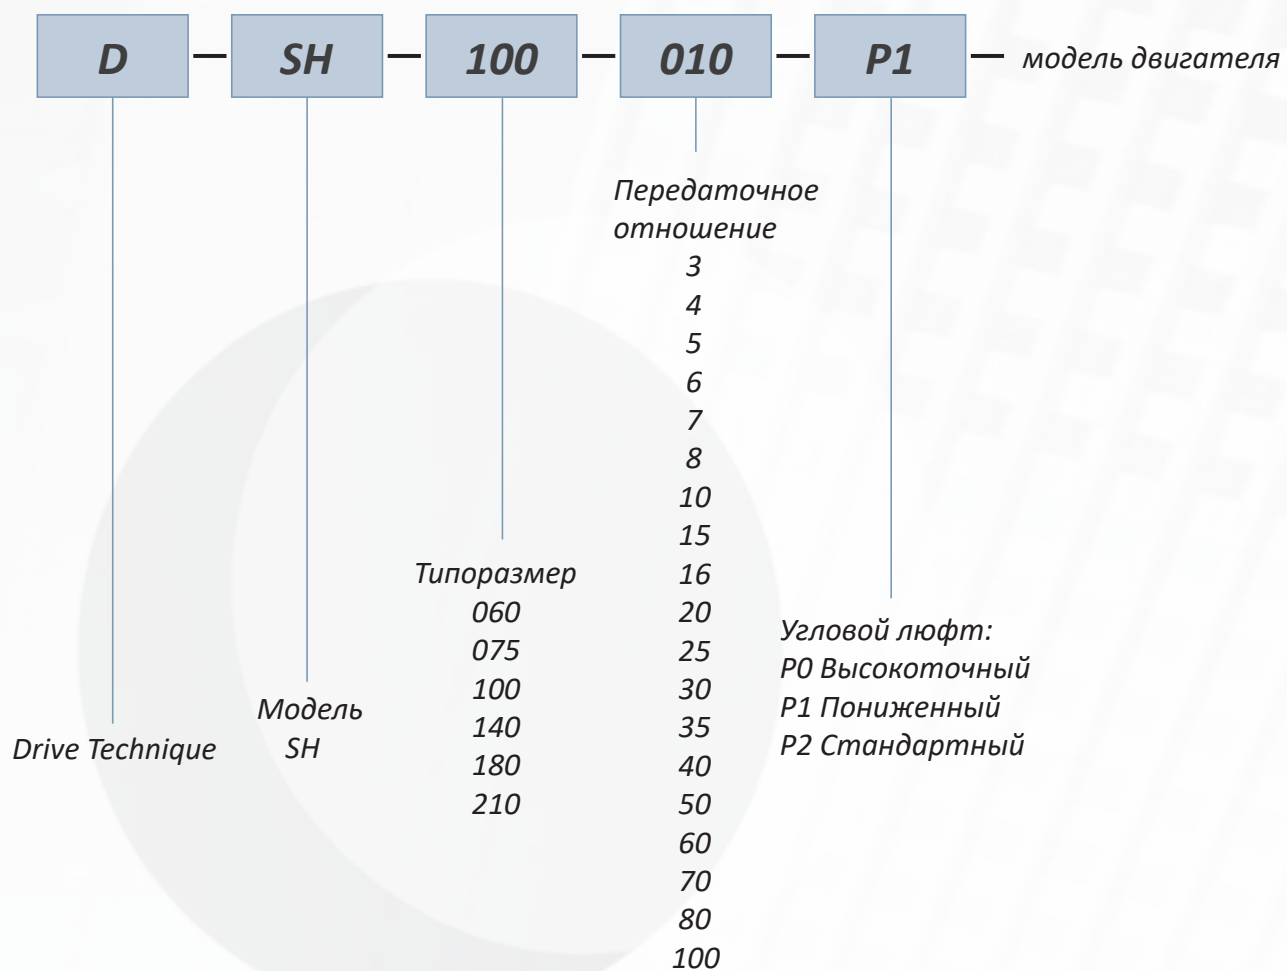 D — SH — 100 — 010 — P1 — модель двигателя
Передаточное
отношение
3
4
5
6
7
8
10
15
16
20
25
30
35
40
50
60
70
80
100
Типоразмер
060
075
100
140
180
210
Угловой люфт:
P0 Высокоточный
P1 Пониженный
P2 Стандартный
Модель
SH
Drive Technique